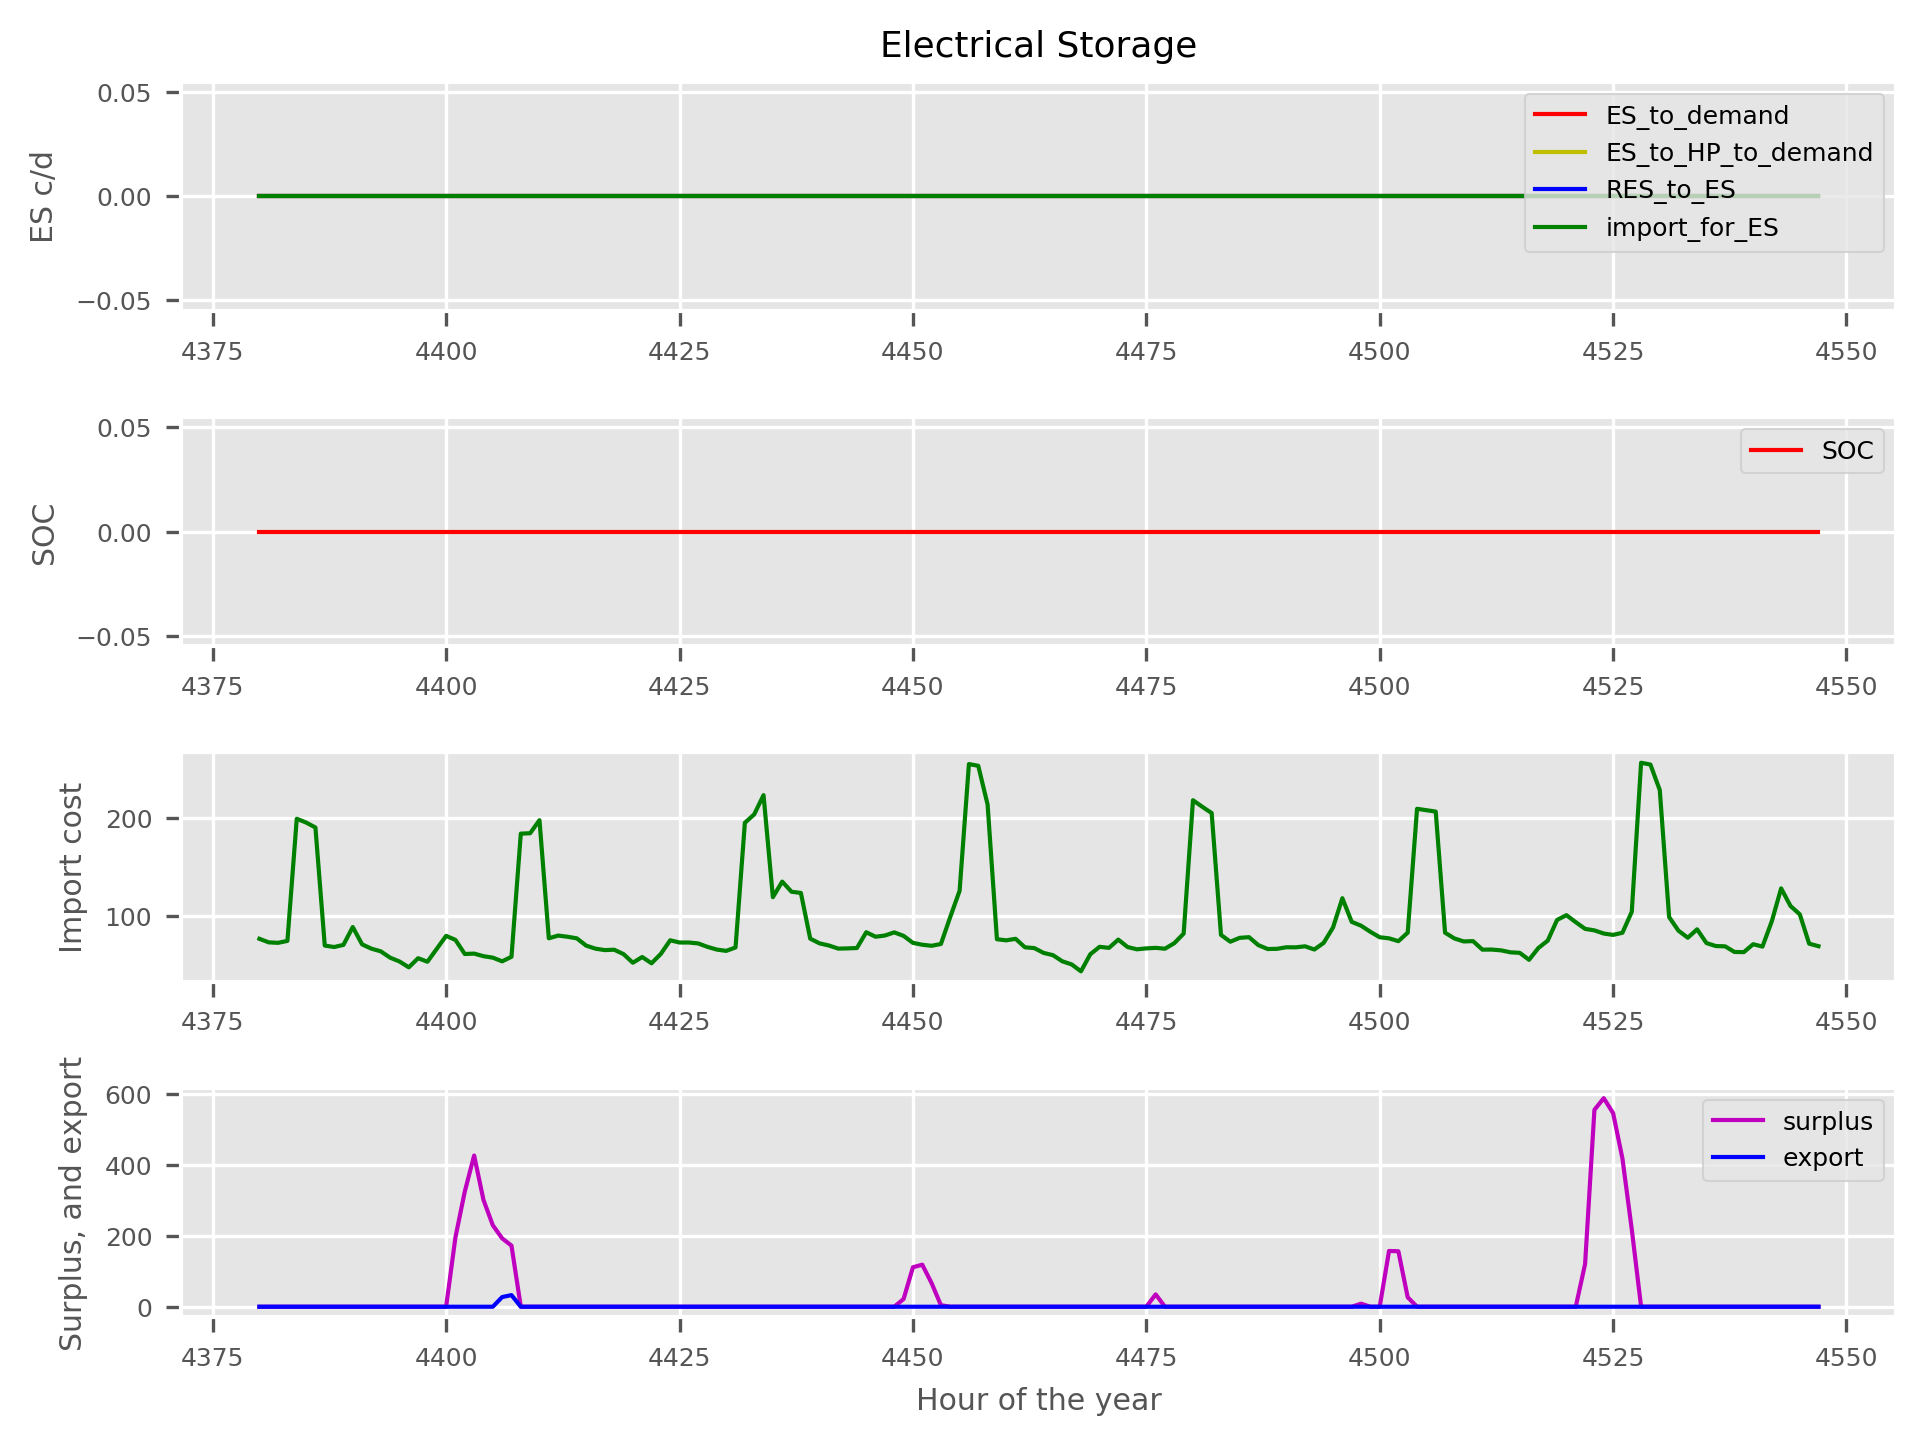 Electrical Storage
ES c/d
0.05
0.00
−0.05
ES_to_demand
ES_to_HP_to_demand
RES_to_ES
import_for_ES
4375 4400 4425 4450 4475 4500 4525 4550
SOC
0.05
0.00
−0.05
SOC
4375 4400 4425 4450 4475 4500 4525 4550
Import cost
200
100
4375 4400 4425 4450 4475 4500 4525 4550
Surplus, and export
600
400
200
0
surplus
export
4375 4400 4425 4450 4475 4500 4525 4550
Hour of the year